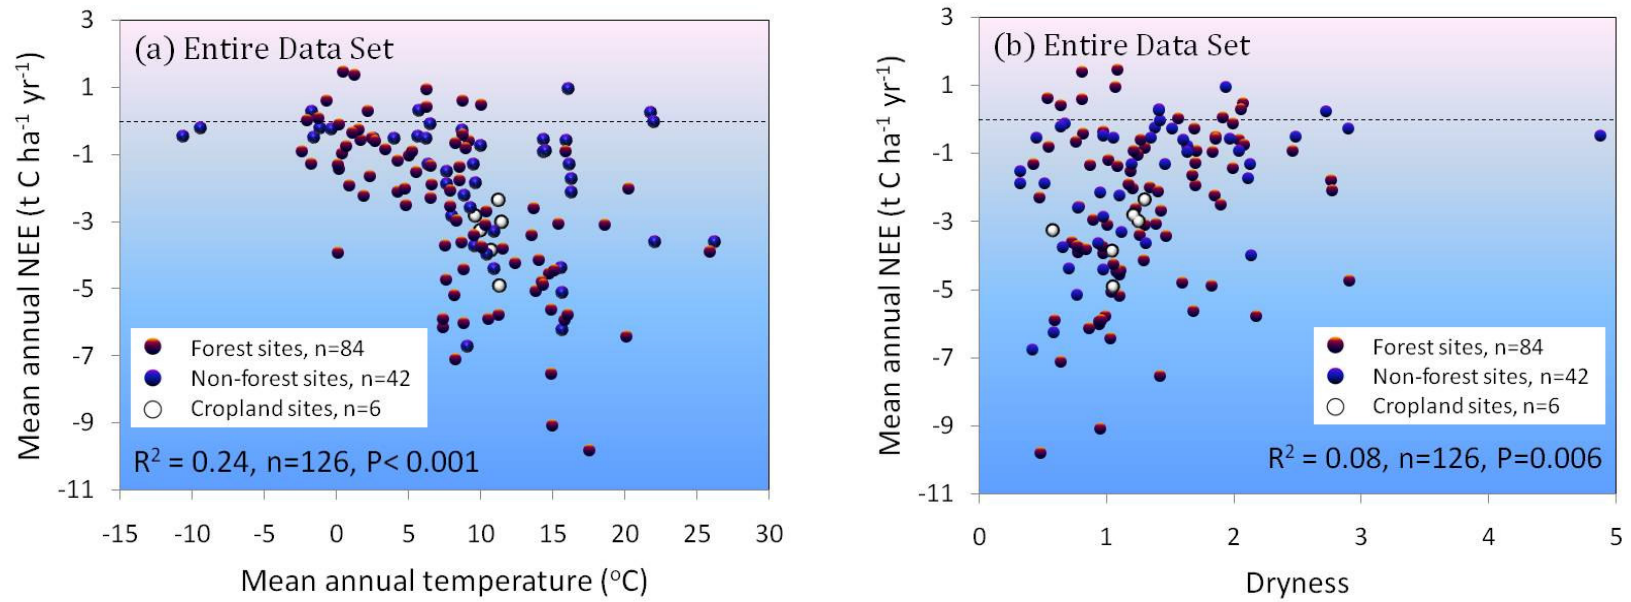 (a) Entire Data Set
Mean annual NEE (t C ha⁻¹ yr⁻¹)
3
1
-1
-3
-5
-7
-9
-11
Forest sites, n=84
Non-forest sites, n=42
Cropland sites, n=6
R² = 0.24, n=126, P< 0.001
-15 -10 -5 0 5 10 15 20 25 30
Mean annual temperature (°C)
(b) Entire Data Set
Mean annual NEE (t C ha⁻¹ yr⁻¹)
3
1
-1
-3
-5
-7
-9
-11
Forest sites, n=84
Non-forest sites, n=42
Cropland sites, n=6
R² = 0.08, n=126, P=0.006
0 1 2 3 4 5
Dryness